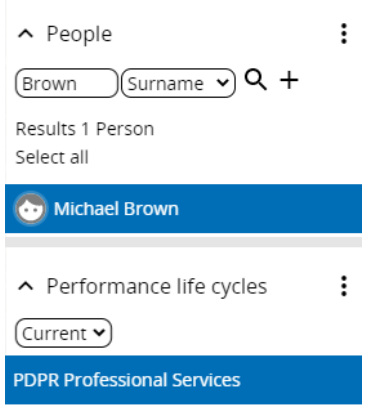 People
Brown Surname
Results 1 Person
Select all
Michael Brown
Performance life cycles
Current
PDPR Professional Services